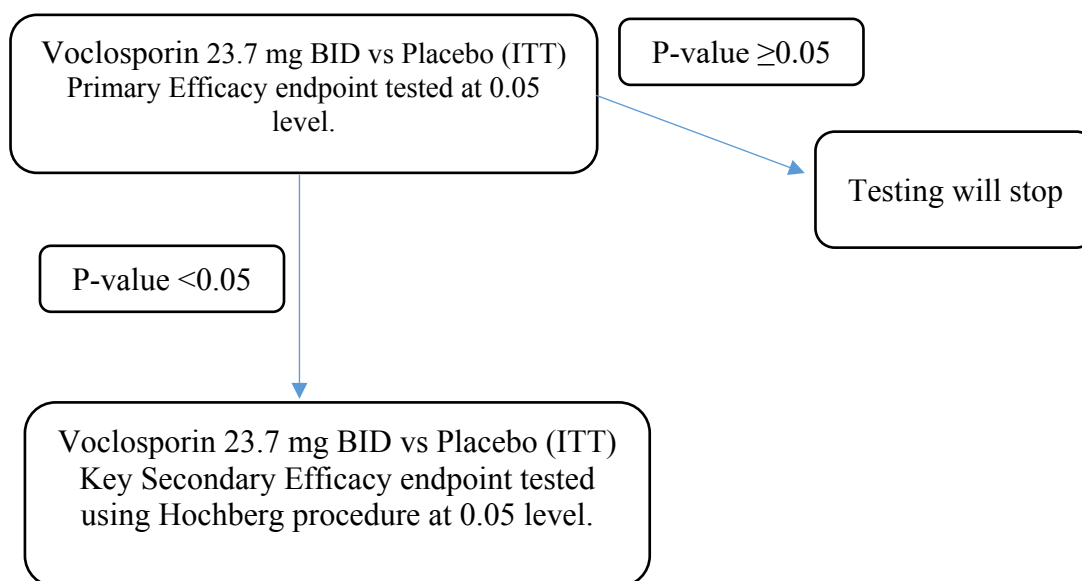 Voclosporin 23.7 mg BID vs Placebo (ITT)
Primary Efficacy endpoint tested at 0.05
level.
P-value ≥0.05
Testing will stop
P-value <0.05
Voclosporin 23.7 mg BID vs Placebo (ITT)
Key Secondary Efficacy endpoint tested
using Hochberg procedure at 0.05 level.